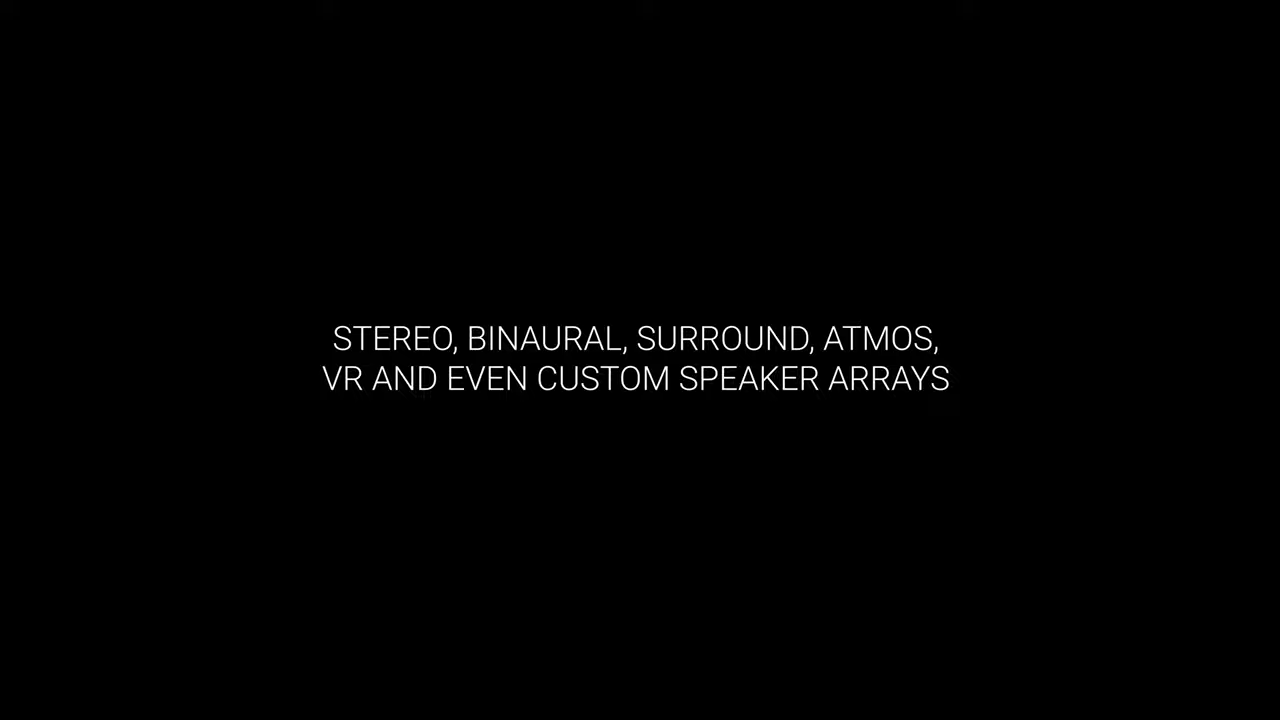 STEREO, BINAURAL, SURROUND, ATMOS,
VR AND EVEN CUSTOM SPEAKER ARRAYS